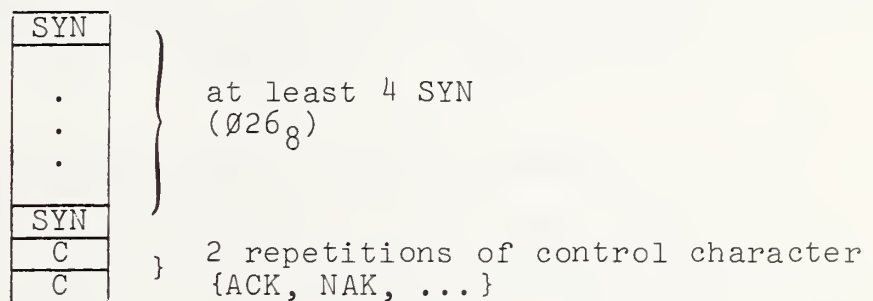 SYN
.
.
.
at least 4 SYN
(Ø26₈)
SYN
C } 2 repetitions of control character
C {ACK, NAK, ...}